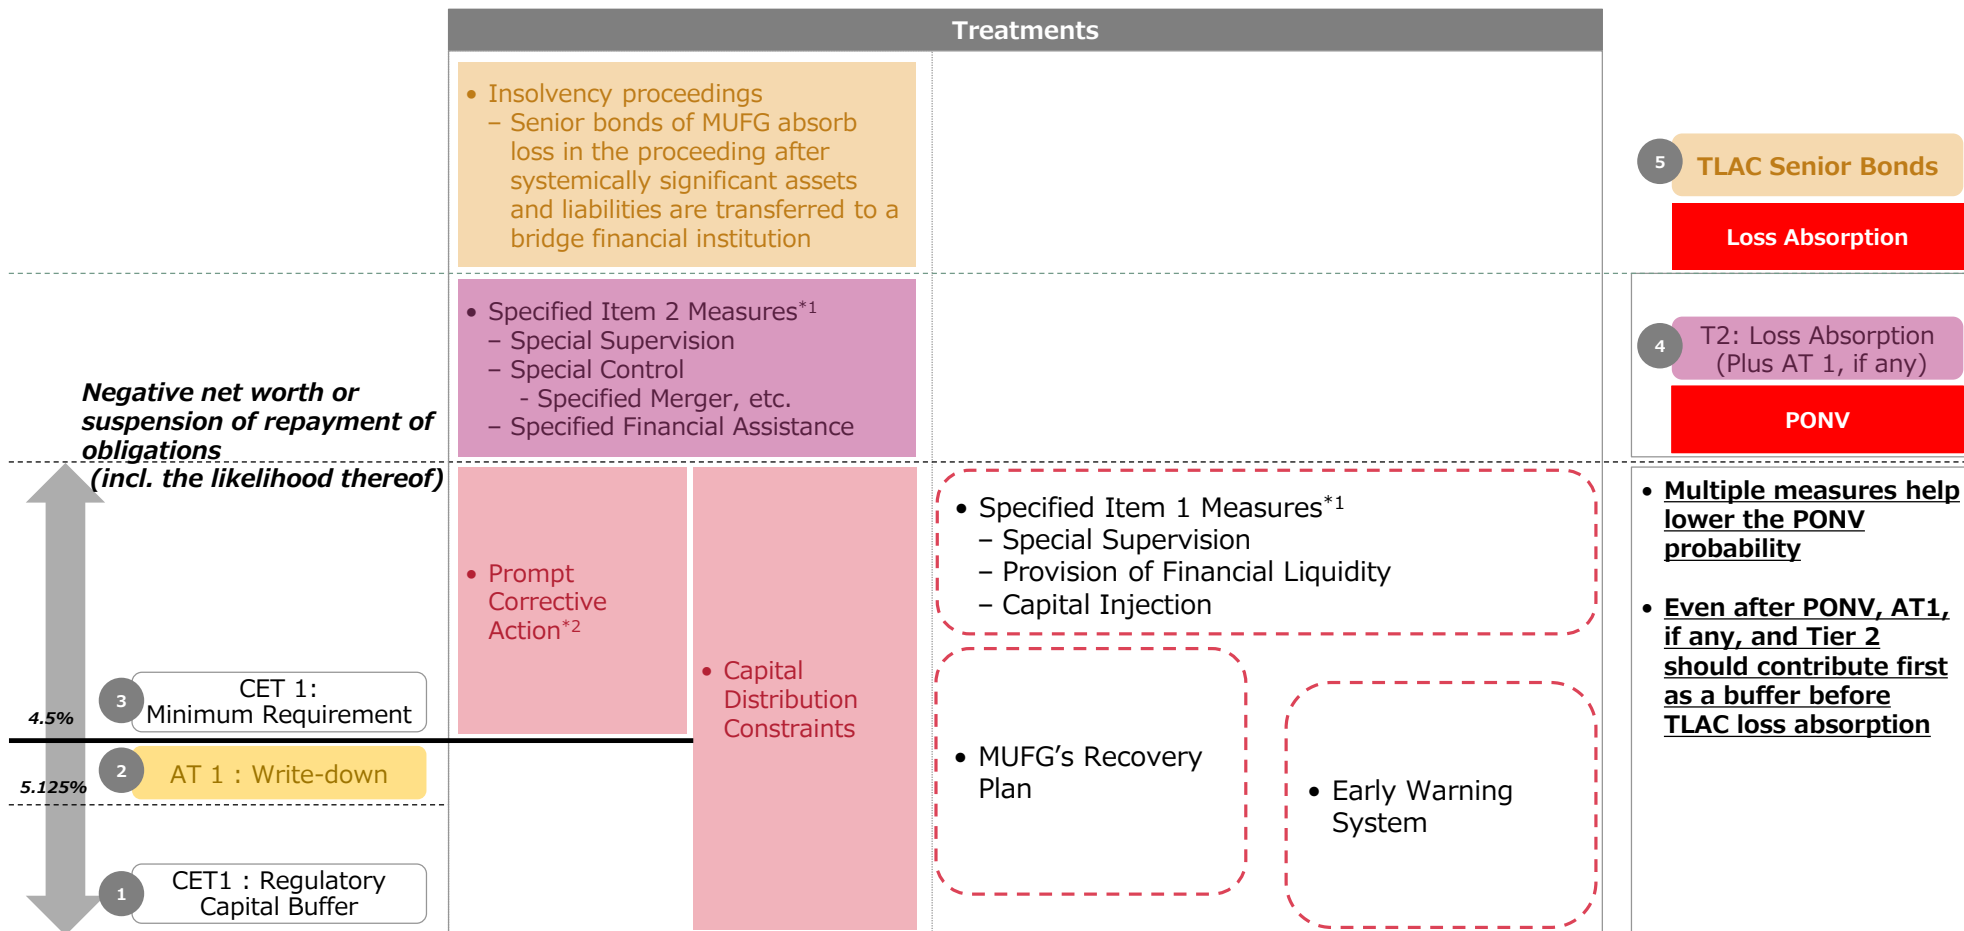 Treatments
• Insolvency proceedings
– Senior bonds of MUFG absorb
loss in the proceeding after
systemically significant assets
and liabilities are transferred to a
bridge financial institution
5
TLAC Senior Bonds
Loss Absorption
• Specified Item 2 Measures*1
– Special Supervision
– Special Control
- Specified Merger, etc.
– Specified Financial Assistance
4
T2: Loss Absorption
(Plus AT 1, if any)
PONV
Negative net worth or
suspension of repayment of
obligations
(incl. the likelihood thereof)
• Prompt
Corrective
Action*2
• Capital
Distribution
Constraints
• Specified Item 1 Measures*1
– Special Supervision
– Provision of Financial Liquidity
– Capital Injection
• MUFG’s Recovery
Plan
• Early Warning
System
• Multiple measures help
lower the PONV
probability
• Even after PONV, AT1,
if any, and Tier 2
should contribute first
as a buffer before
TLAC loss absorption
3
CET 1:
Minimum Requirement
4.5%
2
AT 1 : Write-down
5.125%
1
CET1 : Regulatory
Capital Buffer